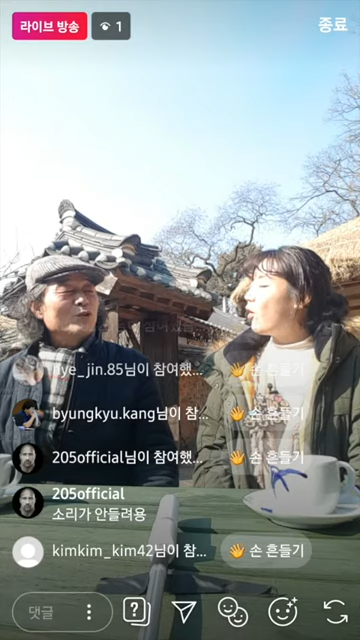 라이브 방송
1
종료
ye_jin.85님이 참여했...
손 흔들기
byungkyu.kang님이 참...
손 흔들기
205official님이 참여했...
손 흔들기
205official
소리가 안들려용
kimkim_kim42님이 참...
손 흔들기
댓글